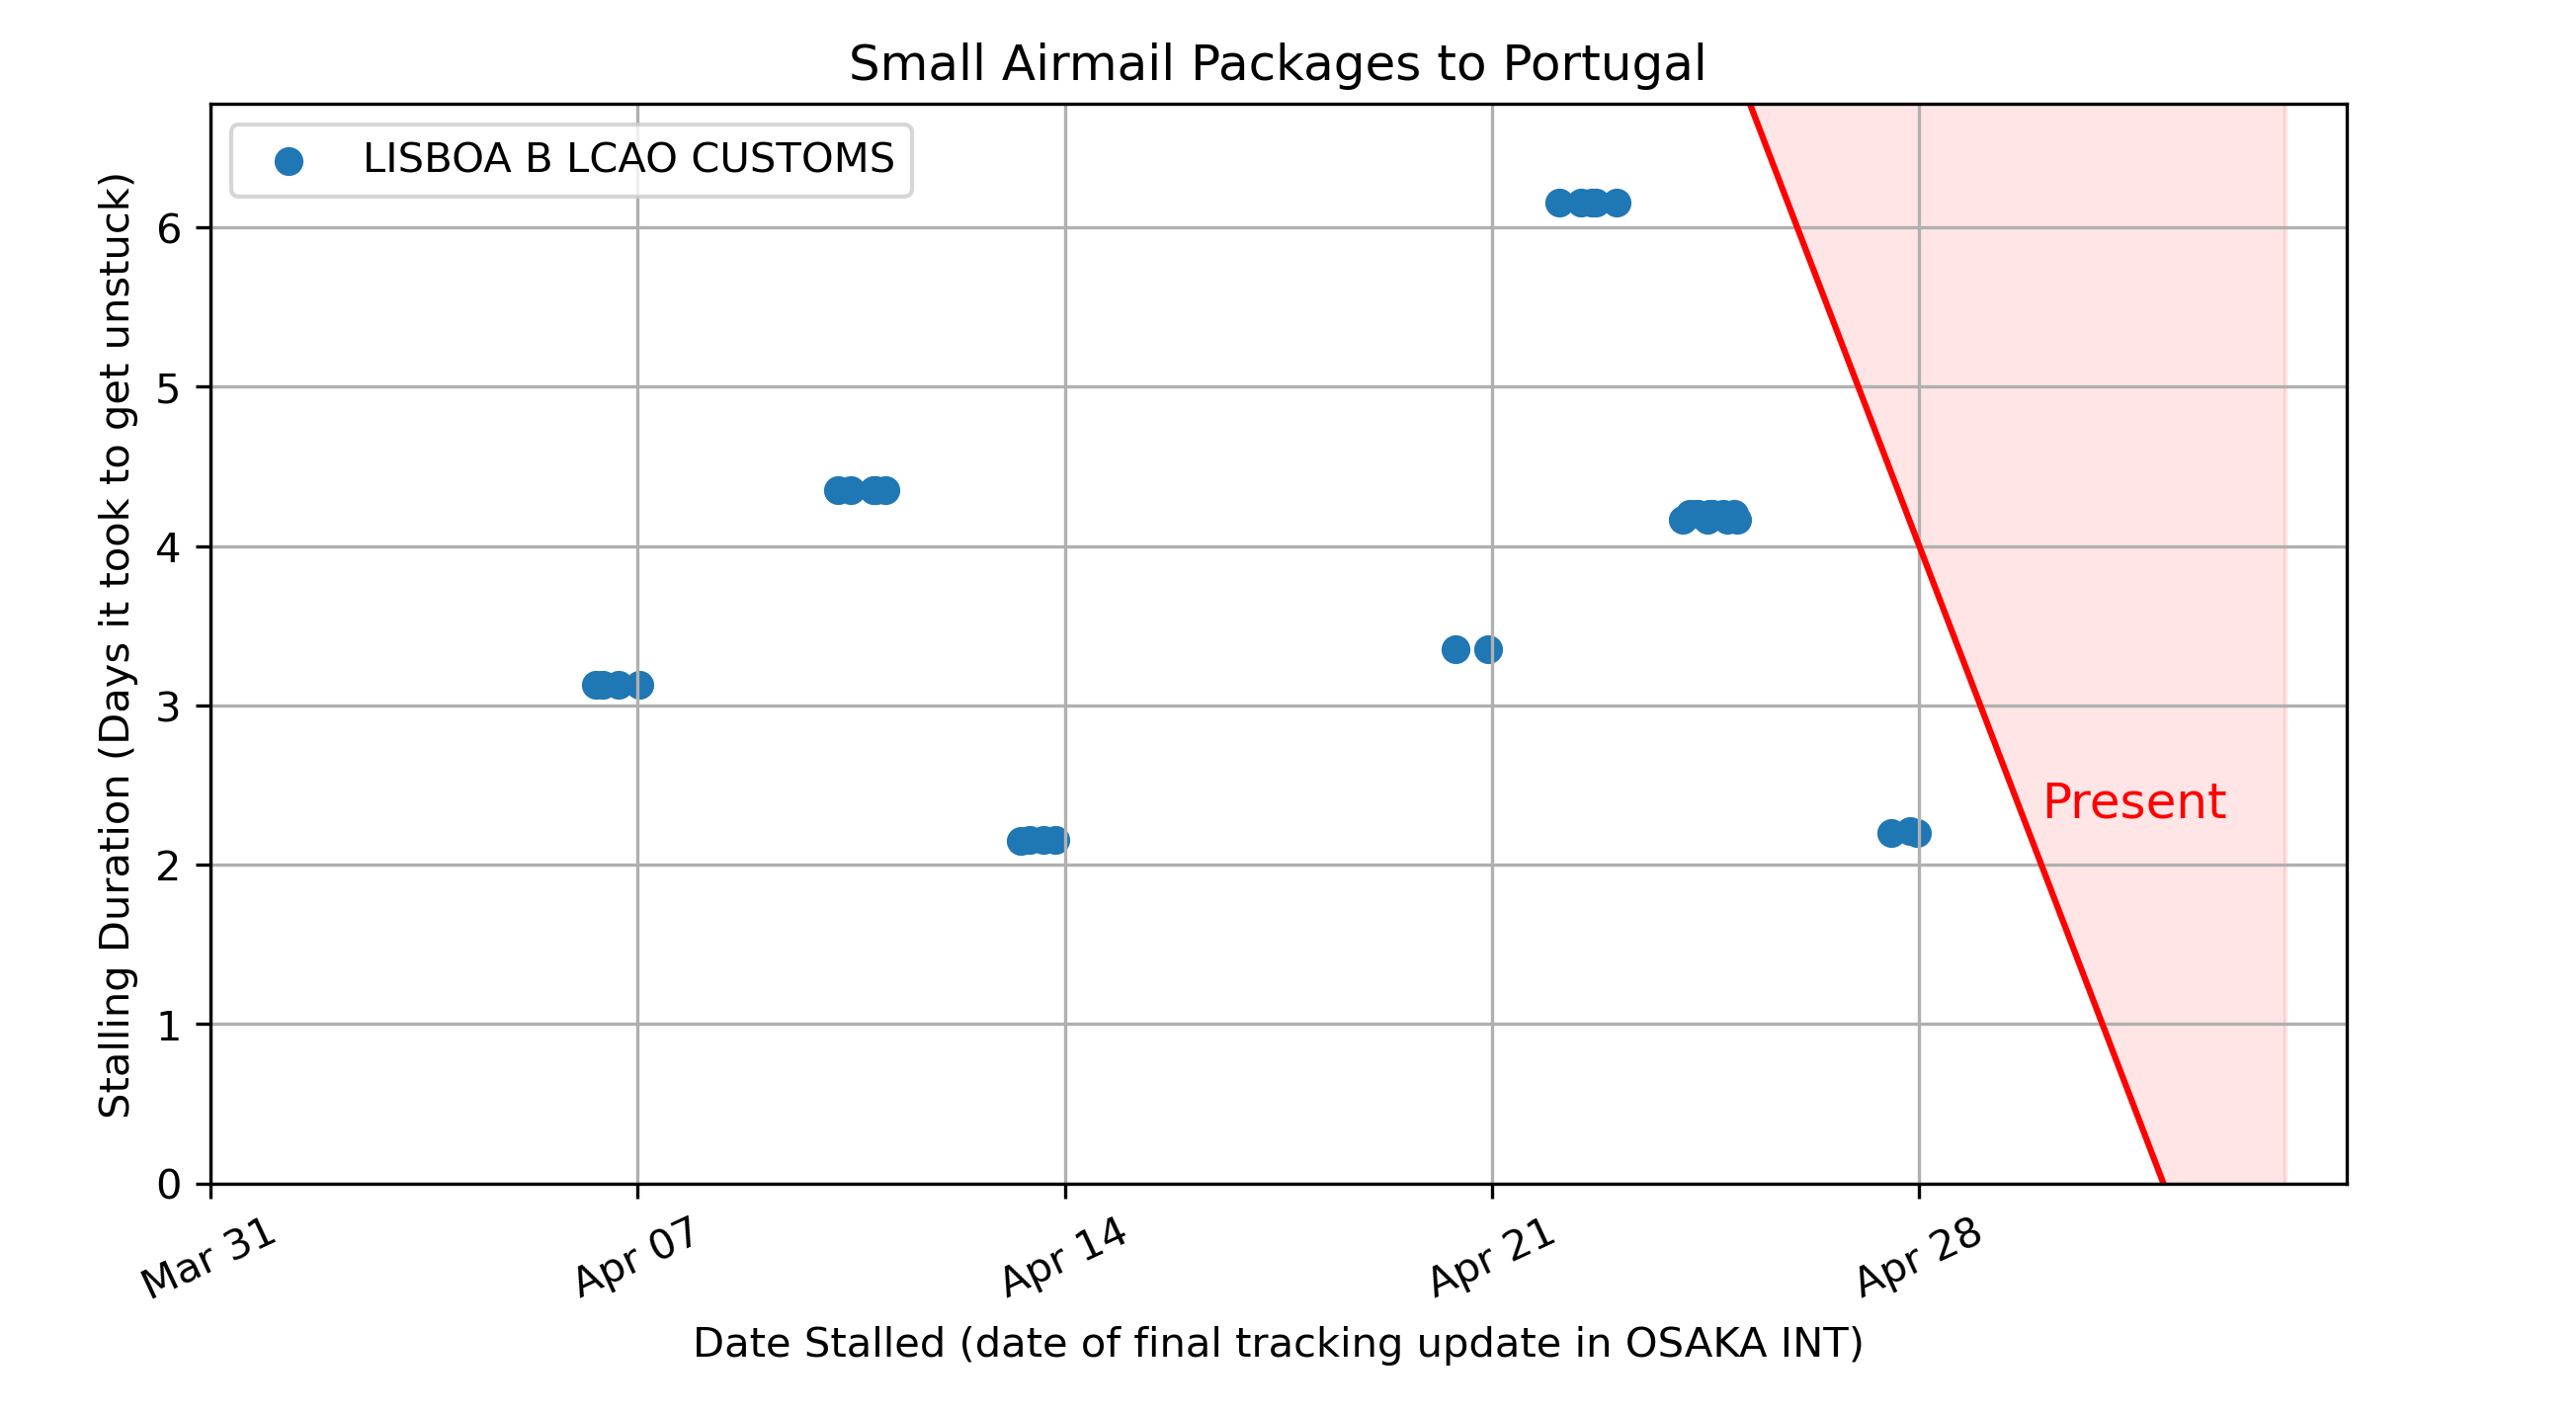 Small Airmail Packages to Portugal
LISBOA B LCAO CUSTOMS
Stalling Duration (Days it took to get unstuck)
6
5
4
3
2
1
0
Present
Mar 31
Apr 07
Apr 14
Apr 21
Apr 28
Date Stalled (date of final tracking update in OSAKA INT)